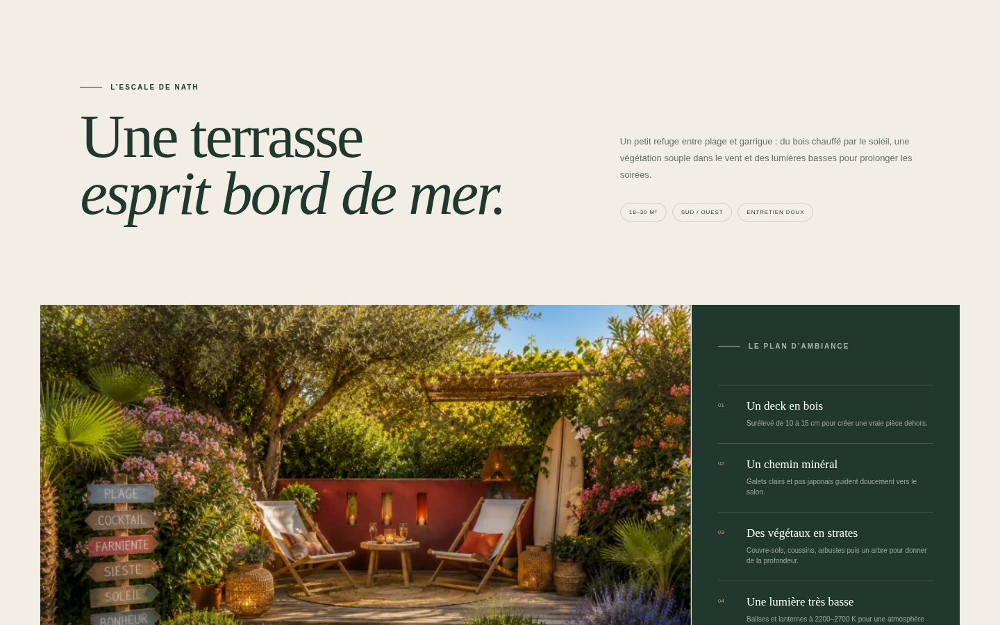 L'ESCALE DE NATH
Une terrasse
esprit bord de mer.
Un petit refuge entre plage et garrigue : du bois chauffé par le soleil, une
végétation souple dans le vent et des lumières basses pour prolonger les
soirées.
18–30 M²
SUD / OUEST
ENTRETIEN DOUX
PLAGE
COCKTAIL
FARNIENTE
SIESTE
SOLEIL
BONHEUR
LE PLAN D'AMBIANCE
01
Un deck en bois
Surélevé de 10 à 15 cm pour créer une vraie pièce dehors.
02
Un chemin minéral
Galets clairs et pas japonais guident doucement vers le
salon.
03
Des végétaux en strates
Couvre-sols, coussins, arbustes puis un arbre pour donner
de la profondeur.
04
Une lumière très basse
Balises et lanternes à 2200–2700 K pour une atmosphère